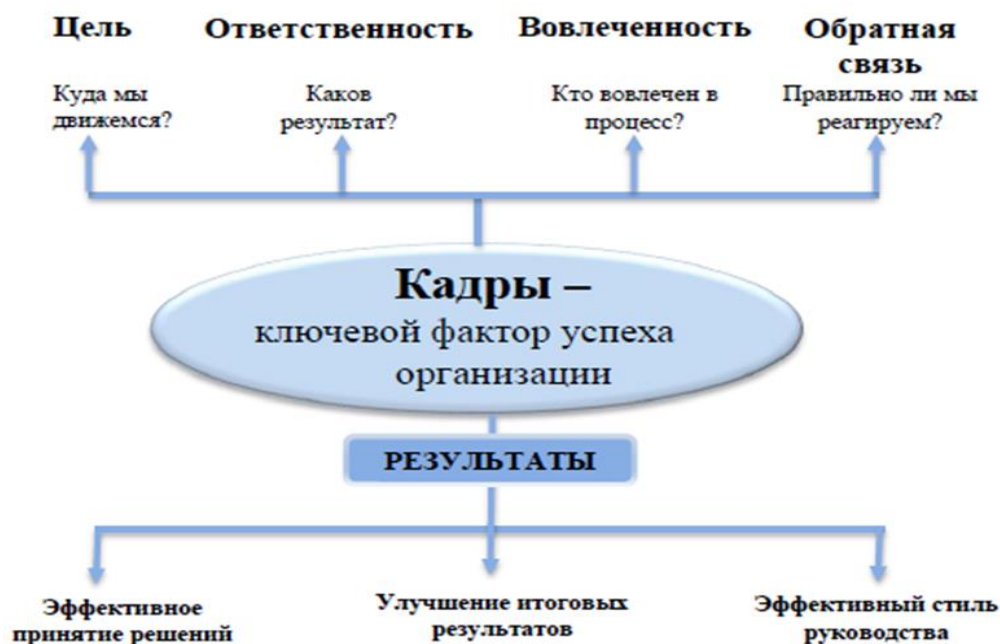 Цель
Ответственность
Вовлеченность
Обратная
связь
Куда мы
движемся?
Каков
результат?
Кто вовлечен в
процесс?
Правильно ли мы
реагируем?
Кадры –
ключевой фактор успеха
организации
РЕЗУЛЬТАТЫ
Эффективное
принятие решений
Улучшение итоговых
результатов
Эффективный стиль
руководства